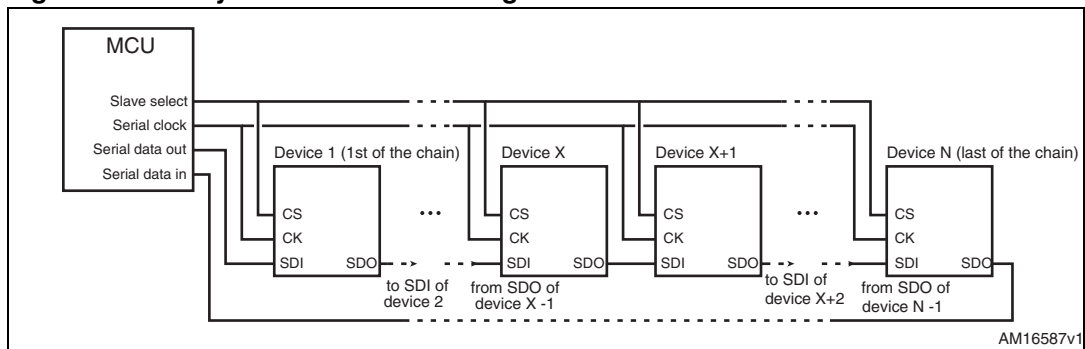 MCU
Slave select
Serial clock
Serial data out
Serial data in
Device 1 (1st of the chain)
Device X
Device X+1
Device N (last of the chain)
CS
CK
SDI
SDO
...
CS
CK
SDI
SDO
CS
CK
SDI
SDO
...
CS
CK
SDI
SDO
to SDI of
device 2
from SDO of
device X -1
to SDI of
device X+2
from SDO of
device N -1
AM16587v1